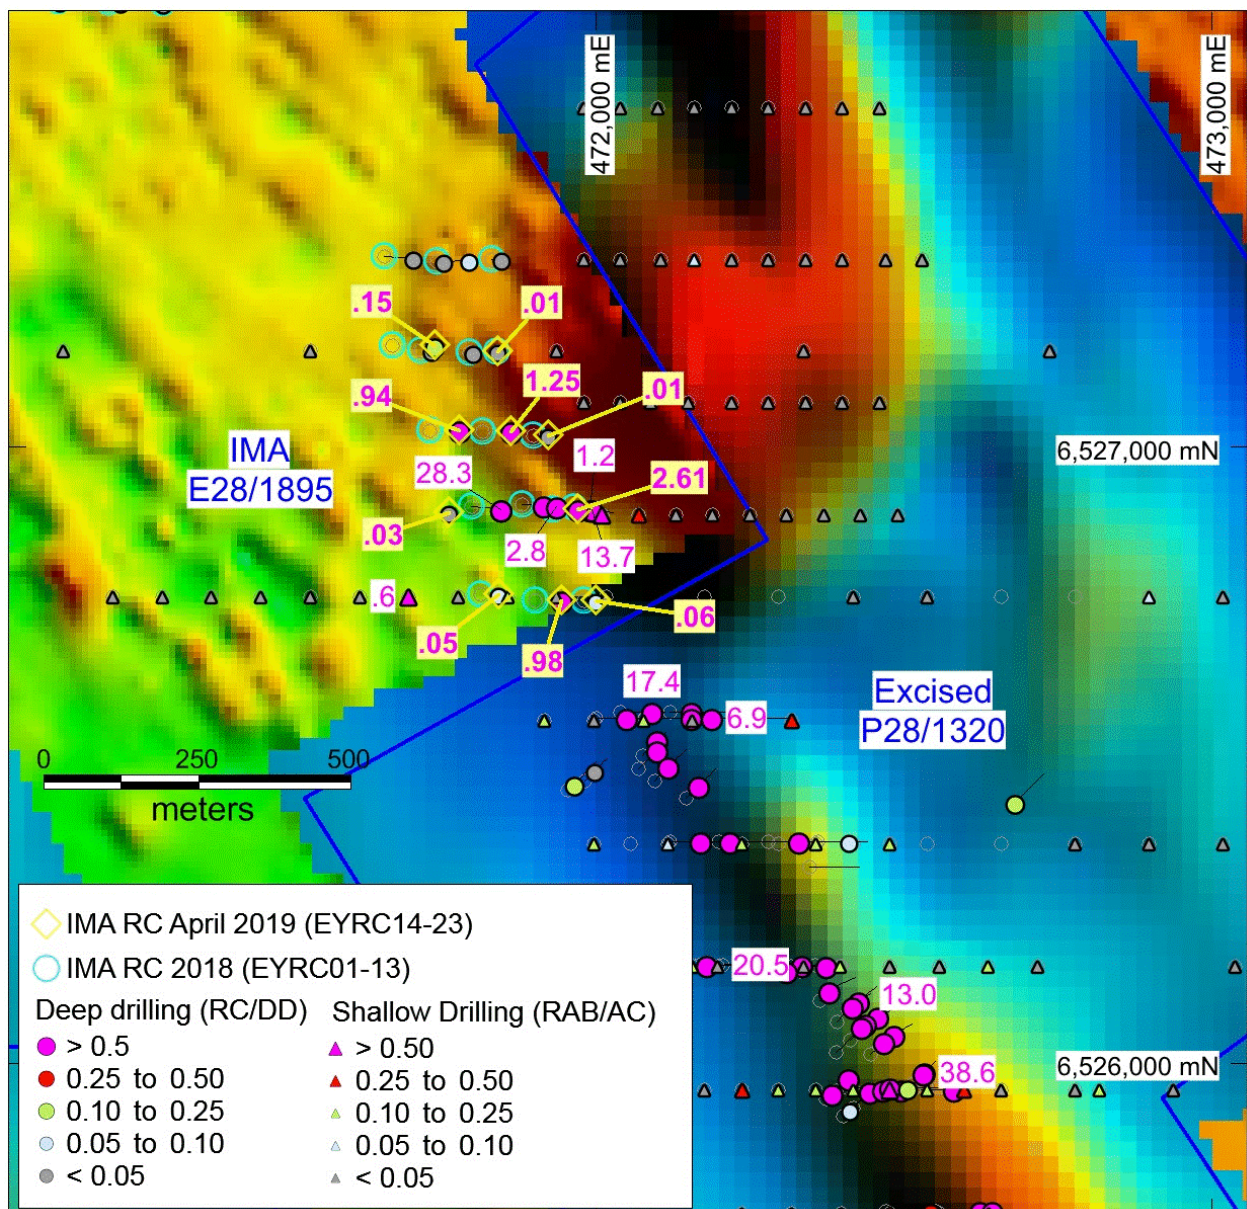 472,000 mE
473,000 mE
.15
.01
.94
1.25
.01
IMA
E28/1895
6,527,000 mN
28.3
1.2
2.61
.03
2.8
13.7
.6
.05
.98
.06
17.4
6.9
Excised
P28/1320
0 250 500
meters
20.5
13.0
38.6
6,526,000 mN
IMA RC April 2019 (EYRC14-23)
IMA RC 2018 (EYRC01-13)
Deep drilling (RC/DD) Shallow Drilling (RAB/AC)
> 0.5 > 0.50
0.25 to 0.50 0.25 to 0.50
0.10 to 0.25 0.10 to 0.25
0.05 to 0.10 0.05 to 0.10
< 0.05 < 0.05